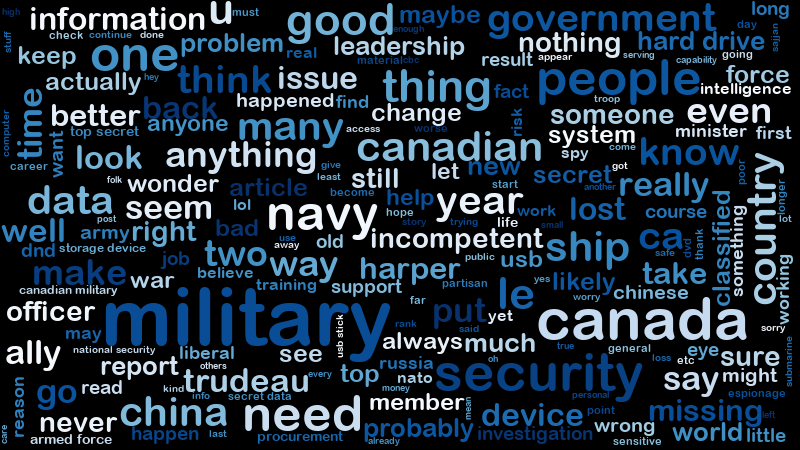 high
information
u
must
good
maybe
government
long
stuff
check
continue
done
problem
real
leadership
enough
nothing
hard drive
day
sajjan
keep
one
material
cbc
result
appear
serving
capability
going
actually
hey
think
issue
thing
fact
people
force
intelligence
time
better
back
happened
find
troop
someone
even
computer
top secret
anyone
many
access
change
worse
risk
system
minister
first
want
look
anything
canadian
spy
come
got
know
career
give
let
new
secret
another
really
poor
country
longer
folk
wonder
article
least
still
become
start
data
seem
lol
navy
hope
help
year
work
lost
course
classified
something
lot
post
story
trying
life
small
well
army
right
bad
use
away
old
incompetent
ship
ca
dvd
thank
dnd
storage device
job
two
way
harper
public
usb
yes
likely
safe
take
working
make
war
believe
training
support
partisan
le
worry
chinese
canadian military
officer
military
far
put
yet
canada
sorry
may
usb stick
rank
said
ally
national security
liberal
others
see
always
much
true
general
loss
etc
eye
sure
submarine
report
trudeau
every
top
russia
nato
oh
security
say
might
reason
go
read
kind
info
secret data
money
member
mean
personal
espionage
never
china
need
device
point
missing
left
care
armed force
happen
last
procurement
already
probably
investigation
wrong
sensitive
world
little